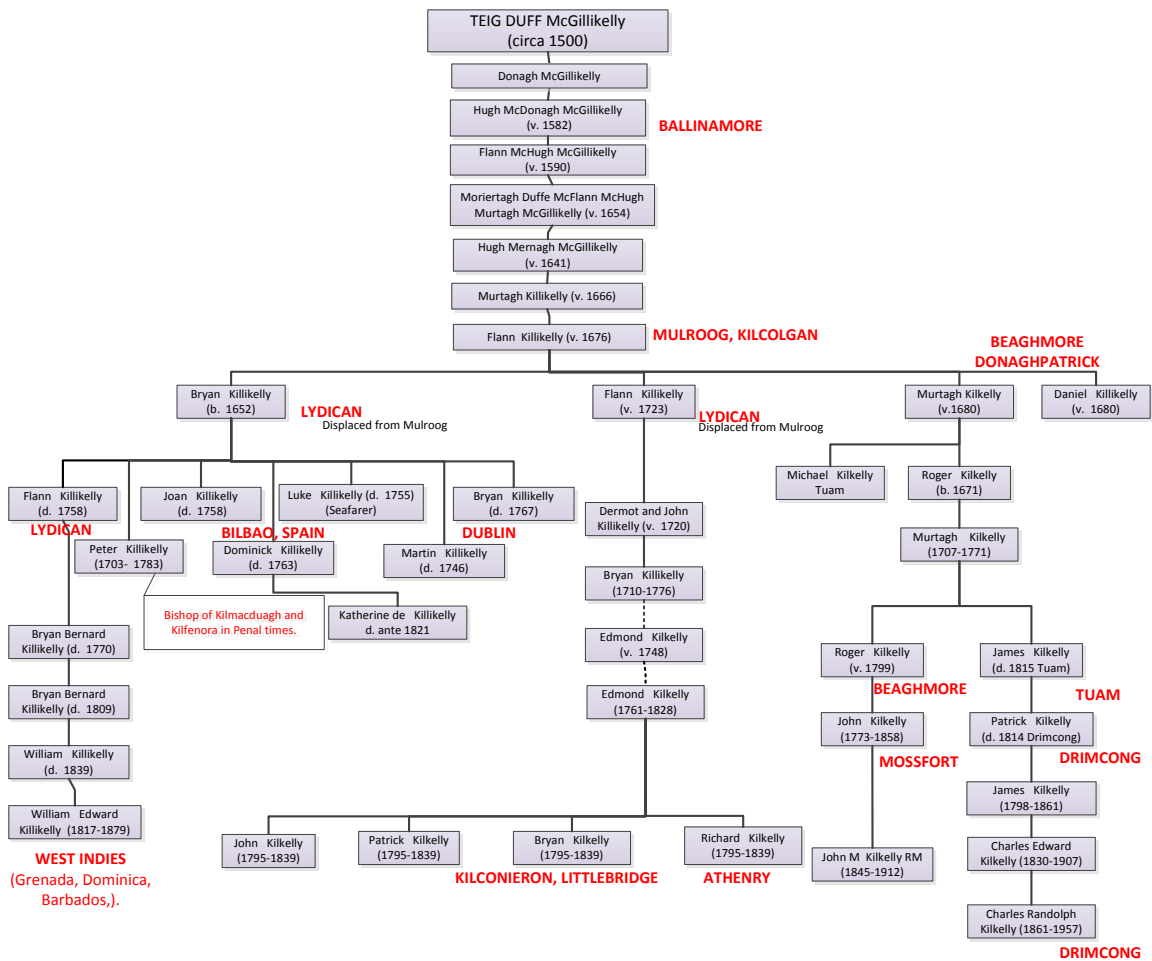 TEIG DUFF McGillikelly
(circa 1500)
Donagh McGillikelly
Hugh McDonagh McGillikelly
(v. 1582)
BALLINAMORE
Flann McHugh McGillikelly
(v. 1590)
Moriertagh Duffe McFlann McHugh
Murtagh McGillikelly (v. 1654)
Hugh Mernagh McGillikelly
(v. 1641)
Murtagh Killikelly (v. 1666)
Flann Killikelly (v. 1676)
MULROOG, KILCOLGAN
BEAGHMORE
DONAGHPATRICK
Bryan Killikelly
(b. 1652)
LYDICAN
Displaced from Mulroog
Flann Killikelly
(v. 1723)
LYDICAN
Displaced from Mulroog
Murtagh Kilkelly
(v.1680)
Daniel Killikelly
(v. 1680)
Michael Kilkelly
Tuam
Roger Kilkelly
(b. 1671)
Flann Killikelly
(d. 1758)
LYDICAN
Joan Killikelly
(d. 1758)
Luke Killikelly (d. 1755)
(Seafarer)
Bryan Killikelly
(d. 1767)
BILBAO, SPAIN
DUBLIN
Dermot and John
Killikelly (v. 1720)
Murtagh Kilkelly
(1707-1771)
Peter Killikelly
(1703- 1783)
Dominick Killikelly
(d. 1763)
Martin Killikelly
(d. 1746)
Bryan Killikelly
(1710-1776)
Bishop of Kilmacduagh and
Kilfenora in Penal times.
Katherine de Killikelly
d. ante 1821
Bryan Bernard
Killikelly (d. 1770)
Edmond Kilkelly
(v. 1748)
Roger Kilkelly
(v. 1799)
BEAGHMORE
James Kilkelly
(d. 1815 Tuam)
TUAM
Bryan Bernard
Killikelly (d. 1809)
Edmond Kilkelly
(1761-1828)
John Kilkelly
(1773-1858)
MOSSFORT
Patrick Kilkelly
(d. 1814 Drimcong)
DRIMCONG
William Killikelly
(d. 1839)
James Kilkelly
(1798-1861)
William Edward
Killikelly (1817-1879)
WEST INDIES
(Grenada, Dominica,
Barbados,).
John Kilkelly
(1795-1839)
Patrick Kilkelly
(1795-1839)
Bryan Kilkelly
(1795-1839)
KILCONIERON, LITTLEBRIDGE
Richard Kilkelly
(1795-1839)
ATHENRY
John M Kilkelly RM
(1845-1912)
Charles Edward
Kilkelly (1830-1907)
Charles Randolph
Kilkelly (1861-1957)
DRIMCONG